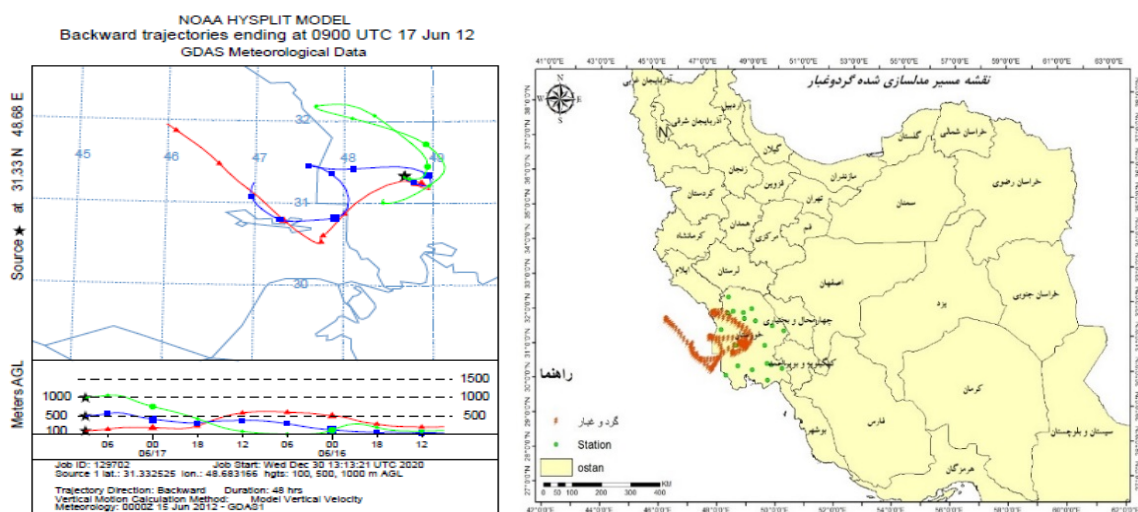 NOAA HYSPLIT MODEL
Backward trajectories ending at 0900 UTC 17 Jun 12
GDAS Meteorological Data
Source ★ at 31.33 N 48.68 E
45
46
47
48
49
32
31
30
Meters AGL
1500
1000
1000
500
500
100
06 00 18 12 06 00 18 12
06/17 06/16
Job ID: 129702 Job Start: Wed Dec 30 13:13:21 UTC 2020
Source 1 lat.: 31.332525 lon.: 48.683166 hgts: 100, 500, 1000 m AGL
Trajectory Direction: Backward Duration: 48 hrs
Vertical Motion Calculation Method: Model Vertical Velocity
Meteorology: 0000Z 15 Jun 2012 - GDAS1
نقشه مسیر مدلسازی شده گردوغبار
N
W E
S
N
آذربایجان غربی
اردبیل
آذربایجان شرقی
گیلان
گلستان
خراسان شمالی
زنجان
مازندران
خراسان رضوی
قزوین
کردستان
تهران
سمنان
همدان
قم
مرکزی
کرمانشاه
لرستان
ایلام
اصفهان
خراسان جنوبی
یزد
چهارمحال و بختیاری
خوزستان
کهگیلویه و بویراحمد
کرمان
فارس
بوشهر
سیستان و بلوچستان
هرمزگان
راهنما
گرد و غبار
Station
ostan
KM
0 50 100 200 300 400